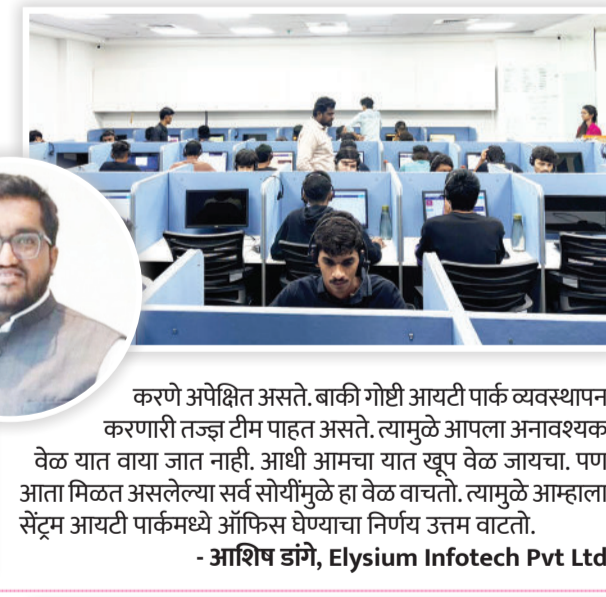 करणे अपेक्षित असते. बाकी गोष्टी आयटी पार्क व्यवस्थापन
करणारी तज्ज्ञ टीम पाहत असते. त्यामुळे आपला अनावश्यक
वेळ यात वाया जात नाही. आधी आमचा यात खूप वेळ जायचा. पण
आता मिळत असलेल्या सर्व सोयींमुळे हा वेळ वाचतो. त्यामुळे आम्हाला
सेंट्रम आयटी पार्कमध्ये ऑफिस घेण्याचा निर्णय उत्तम वाटतो.
- आशिष डांगे, Elysium Infotech Pvt Ltd